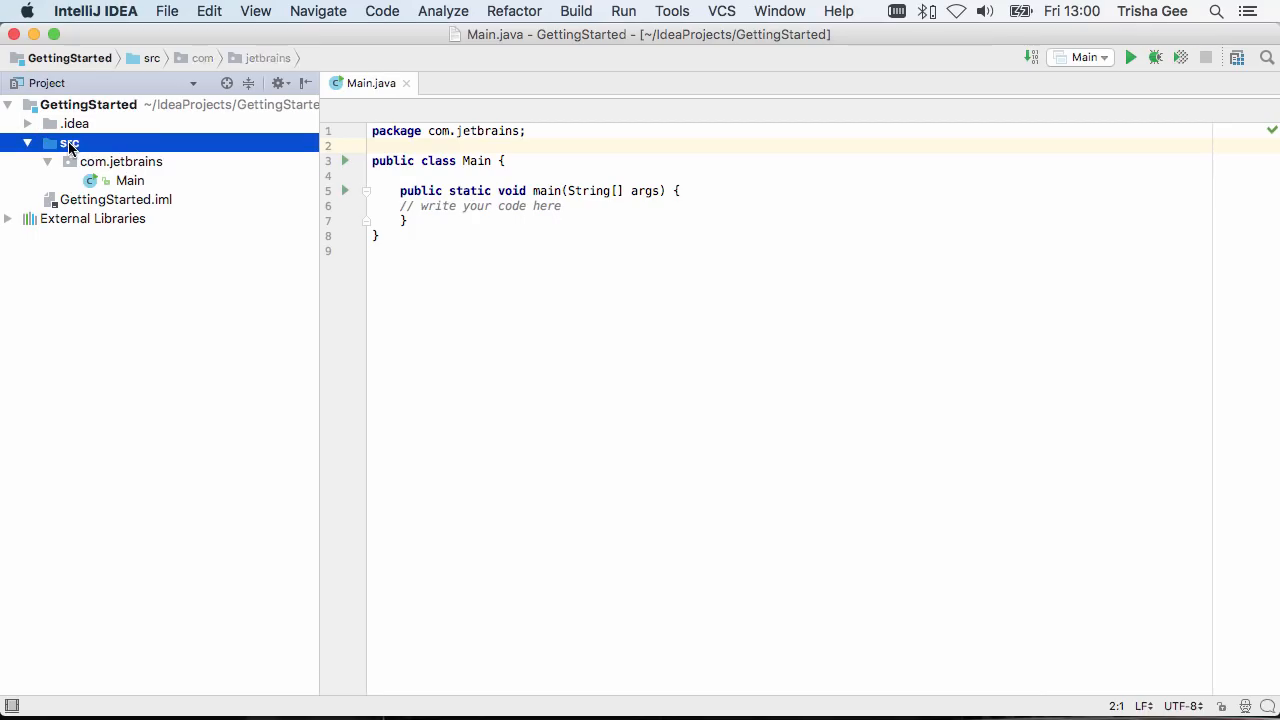 IntelliJ IDEA File Edit View Navigate Code Analyze Refactor Build Run Tools VCS Window Help Fri 13:00 Trisha Gee
Main.java - GettingStarted - [~/IdeaProjects/GettingStarted]
GettingStarted src com jetbrains Main
Project Main.java
GettingStarted ~/IdeaProjects/GettingStarte
.idea
src
com.jetbrains
Main
GettingStarted.iml
External Libraries
1 package com.jetbrains;
2
3 public class Main {
4
5 public static void main(String[] args) {
6 // write your code here
7 }
8 }
9
2:1 LF UTF-8